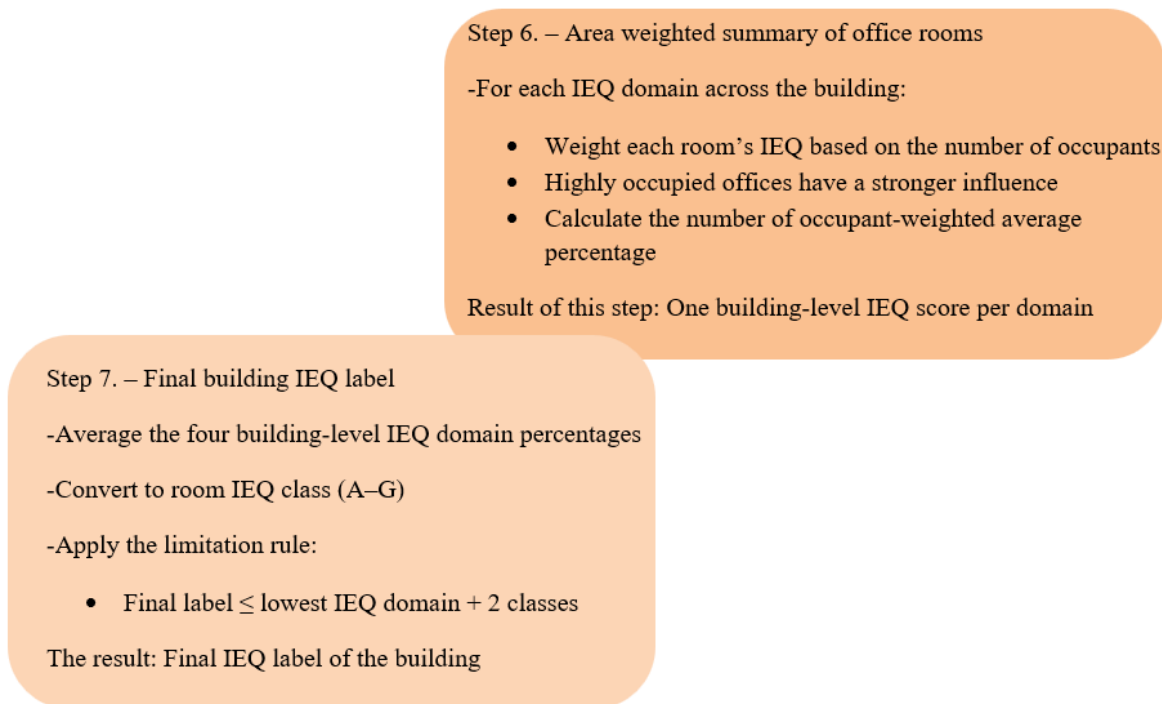 Step 6. – Area weighted summary of office rooms
-For each IEQ domain across the building:
• Weight each room’s IEQ based on the number of occupants
• Highly occupied offices have a stronger influence
• Calculate the number of occupant-weighted average
percentage
Result of this step: One building-level IEQ score per domain
Step 7. – Final building IEQ label
-Average the four building-level IEQ domain percentages
-Convert to room IEQ class (A–G)
-Apply the limitation rule:
• Final label ≤ lowest IEQ domain + 2 classes
The result: Final IEQ label of the building